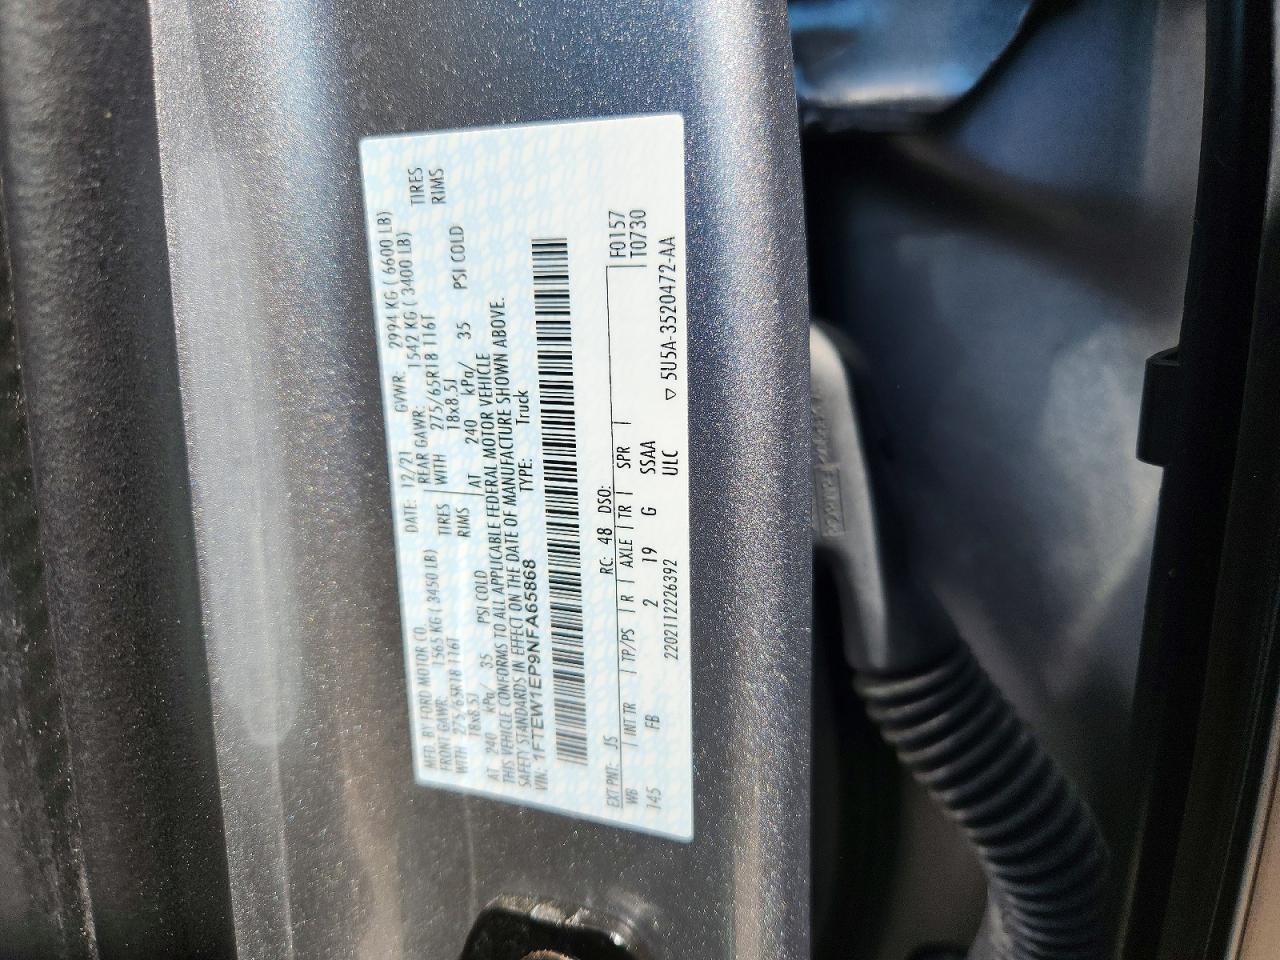 MFD. BY FORD MOTOR CO. DATE: 12/21 GVWR: 2994 KG ( 6600 LB)
FRONT GAWR: 1565 KG ( 3450 LB) REAR GAWR: 1542 KG ( 3400 LB)
WITH 275/65R18 116T TIRES WITH 275/65R18 116T TIRES
18x8.5J RIMS 18x8.5J RIMS
AT 240 kPa/ 35 PSI COLD AT 240 kPa/ 35 PSI COLD
THIS VEHICLE CONFORMS TO ALL APPLICABLE FEDERAL MOTOR VEHICLE
SAFETY STANDARDS IN EFFECT ON THE DATE OF MANUFACTURE SHOWN ABOVE.
VIN: 1FTEW1EP9NFA65868 TYPE: Truck
EXT PNT: JS RC: 48 DSO: F0157
WB INT TR TP/PS R AXLE TR SPR T0730
145 FB 2 19 G SSAA
2202112226392 ULC ▽ 5U5A-3520472-AA